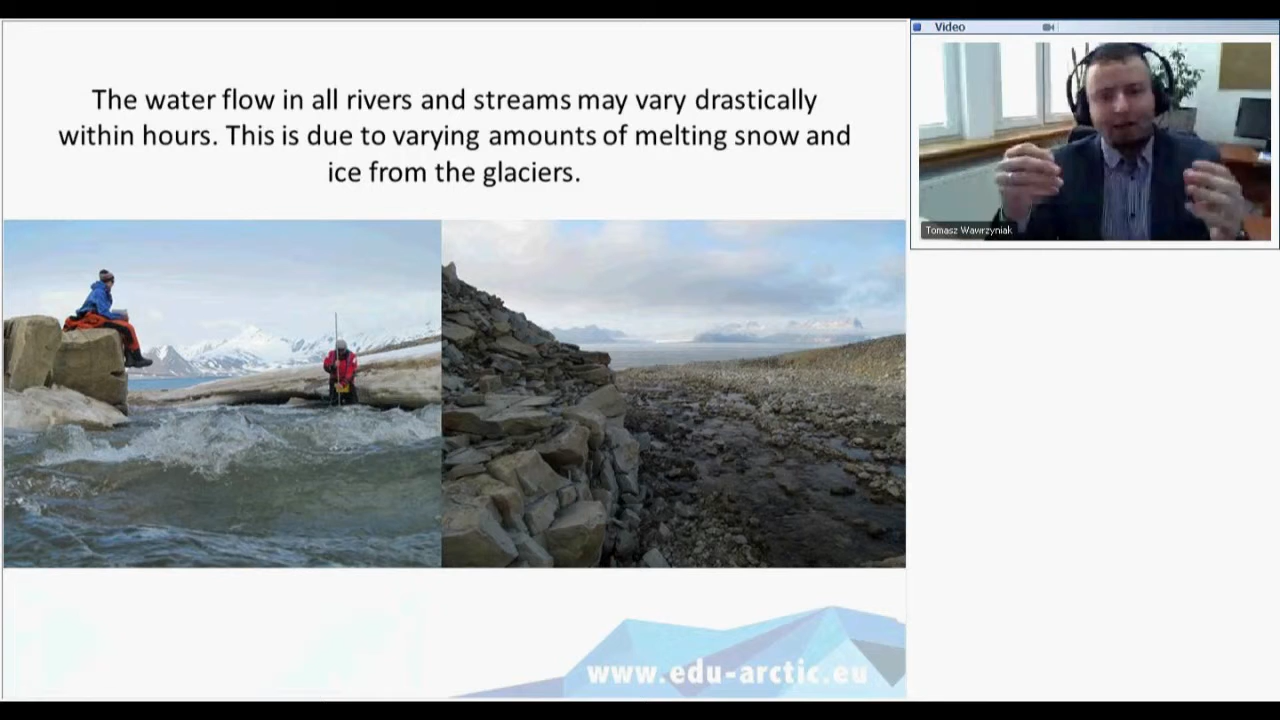 The water flow in all rivers and streams may vary drastically
within hours. This is due to varying amounts of melting snow and
ice from the glaciers.
www.edu-arctic.eu
Video
Tomasz Wawrzyniak